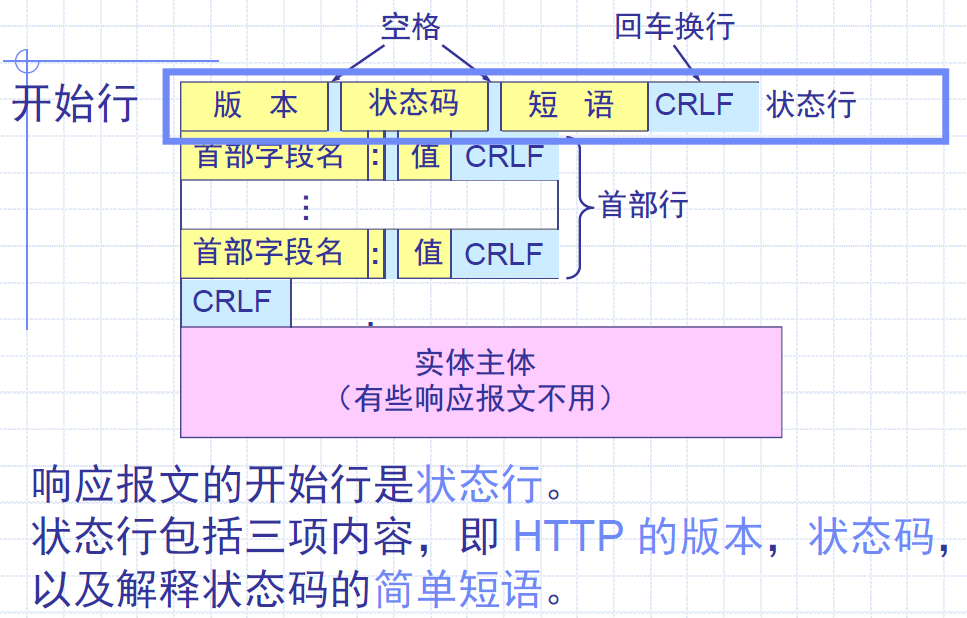 空格 回车换行
开始行 版 本 状态码 短 语 CRLF 状态行
首部字段名 : 值 CRLF
⋮ 首部行
首部字段名 : 值 CRLF
CRLF
实体主体
（有些响应报文不用）
响应报文的开始行是状态行。
状态行包括三项内容，即 HTTP 的版本，状态码，
以及解释状态码的简单短语。